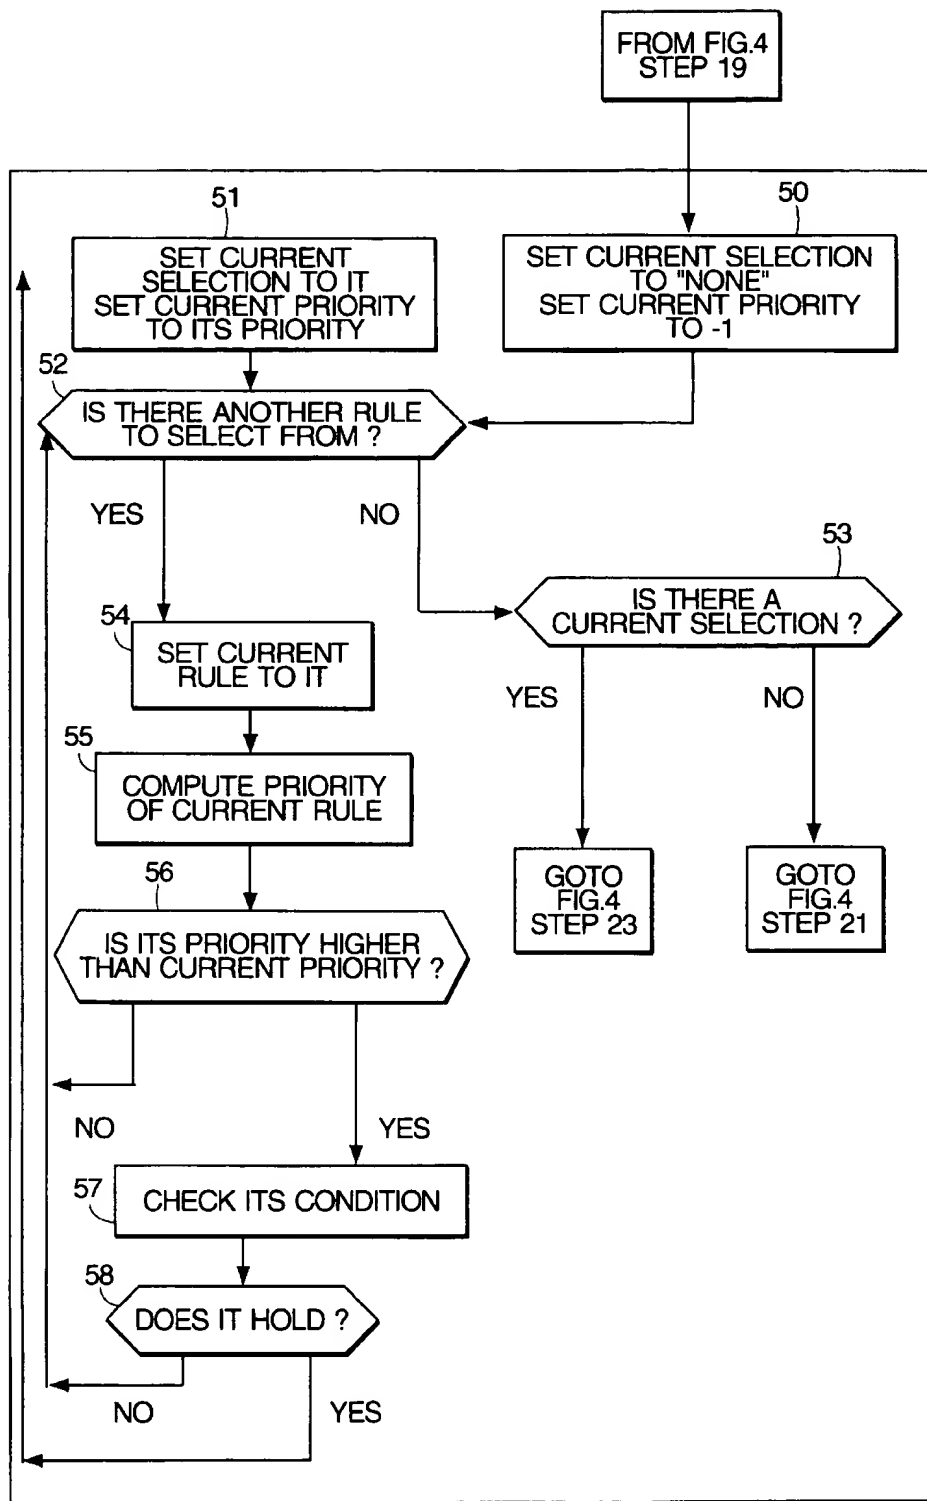 FROM FIG.4
STEP 19
51
50
SET CURRENT
SELECTION TO IT
SET CURRENT PRIORITY
TO ITS PRIORITY
SET CURRENT SELECTION
TO "NONE"
SET CURRENT PRIORITY
TO -1
52
IS THERE ANOTHER RULE
TO SELECT FROM ?
YES
NO
53
IS THERE A
CURRENT SELECTION ?
54
SET CURRENT
RULE TO IT
YES
NO
55
COMPUTE PRIORITY
OF CURRENT RULE
GOTO
FIG.4
STEP 23
GOTO
FIG.4
STEP 21
56
IS ITS PRIORITY HIGHER
THAN CURRENT PRIORITY ?
NO
YES
57
CHECK ITS CONDITION
58
DOES IT HOLD ?
NO
YES